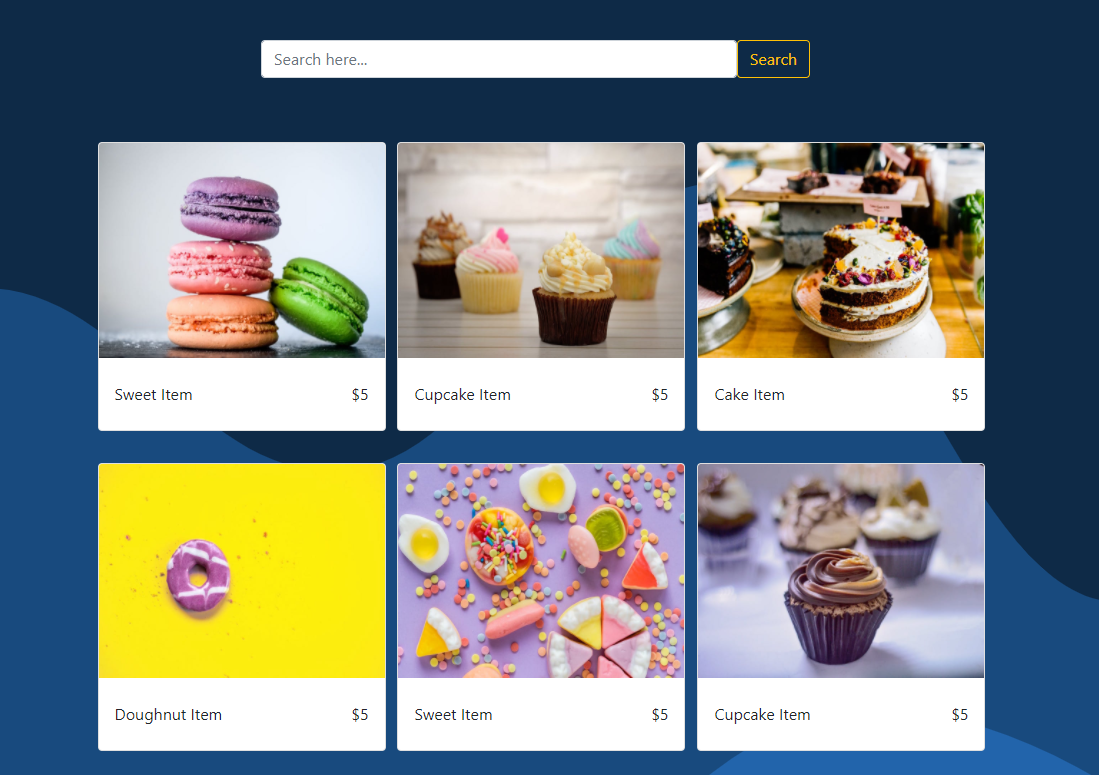 Search here...
Search
Sweet Item $5
Cupcake Item $5
Cake Item $5
Doughnut Item $5
Sweet Item $5
Cupcake Item $5